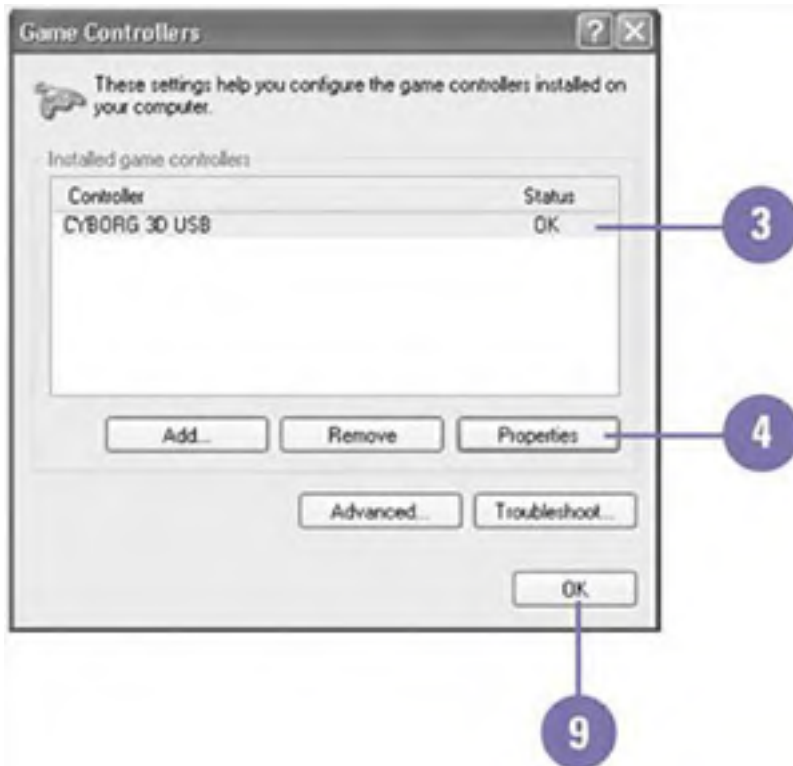 Game Controllers
These settings help you configure the game controllers installed on
your computer.
Installed game controllers
Controller Status
CYBORG 3D USB OK
3
Add... Remove Properties
4
Advanced... Troubleshoot...
OK
9